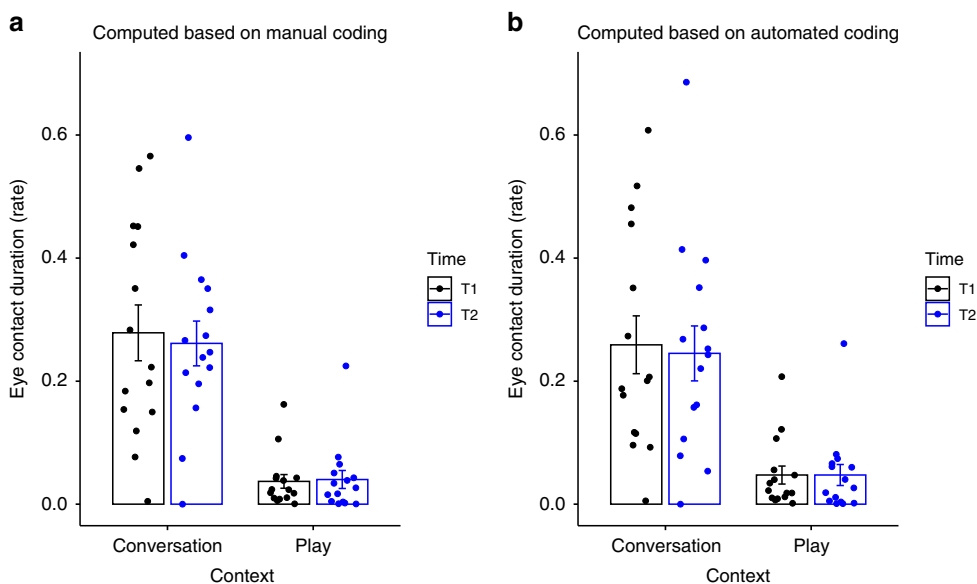 a
Computed based on manual coding
Eye contact duration (rate)
0.6
0.4
0.2
0.0
Conversation
Play
Context
Time
T1
T2
b
Computed based on automated coding
Eye contact duration (rate)
0.6
0.4
0.2
0.0
Conversation
Play
Context
Time
T1
T2